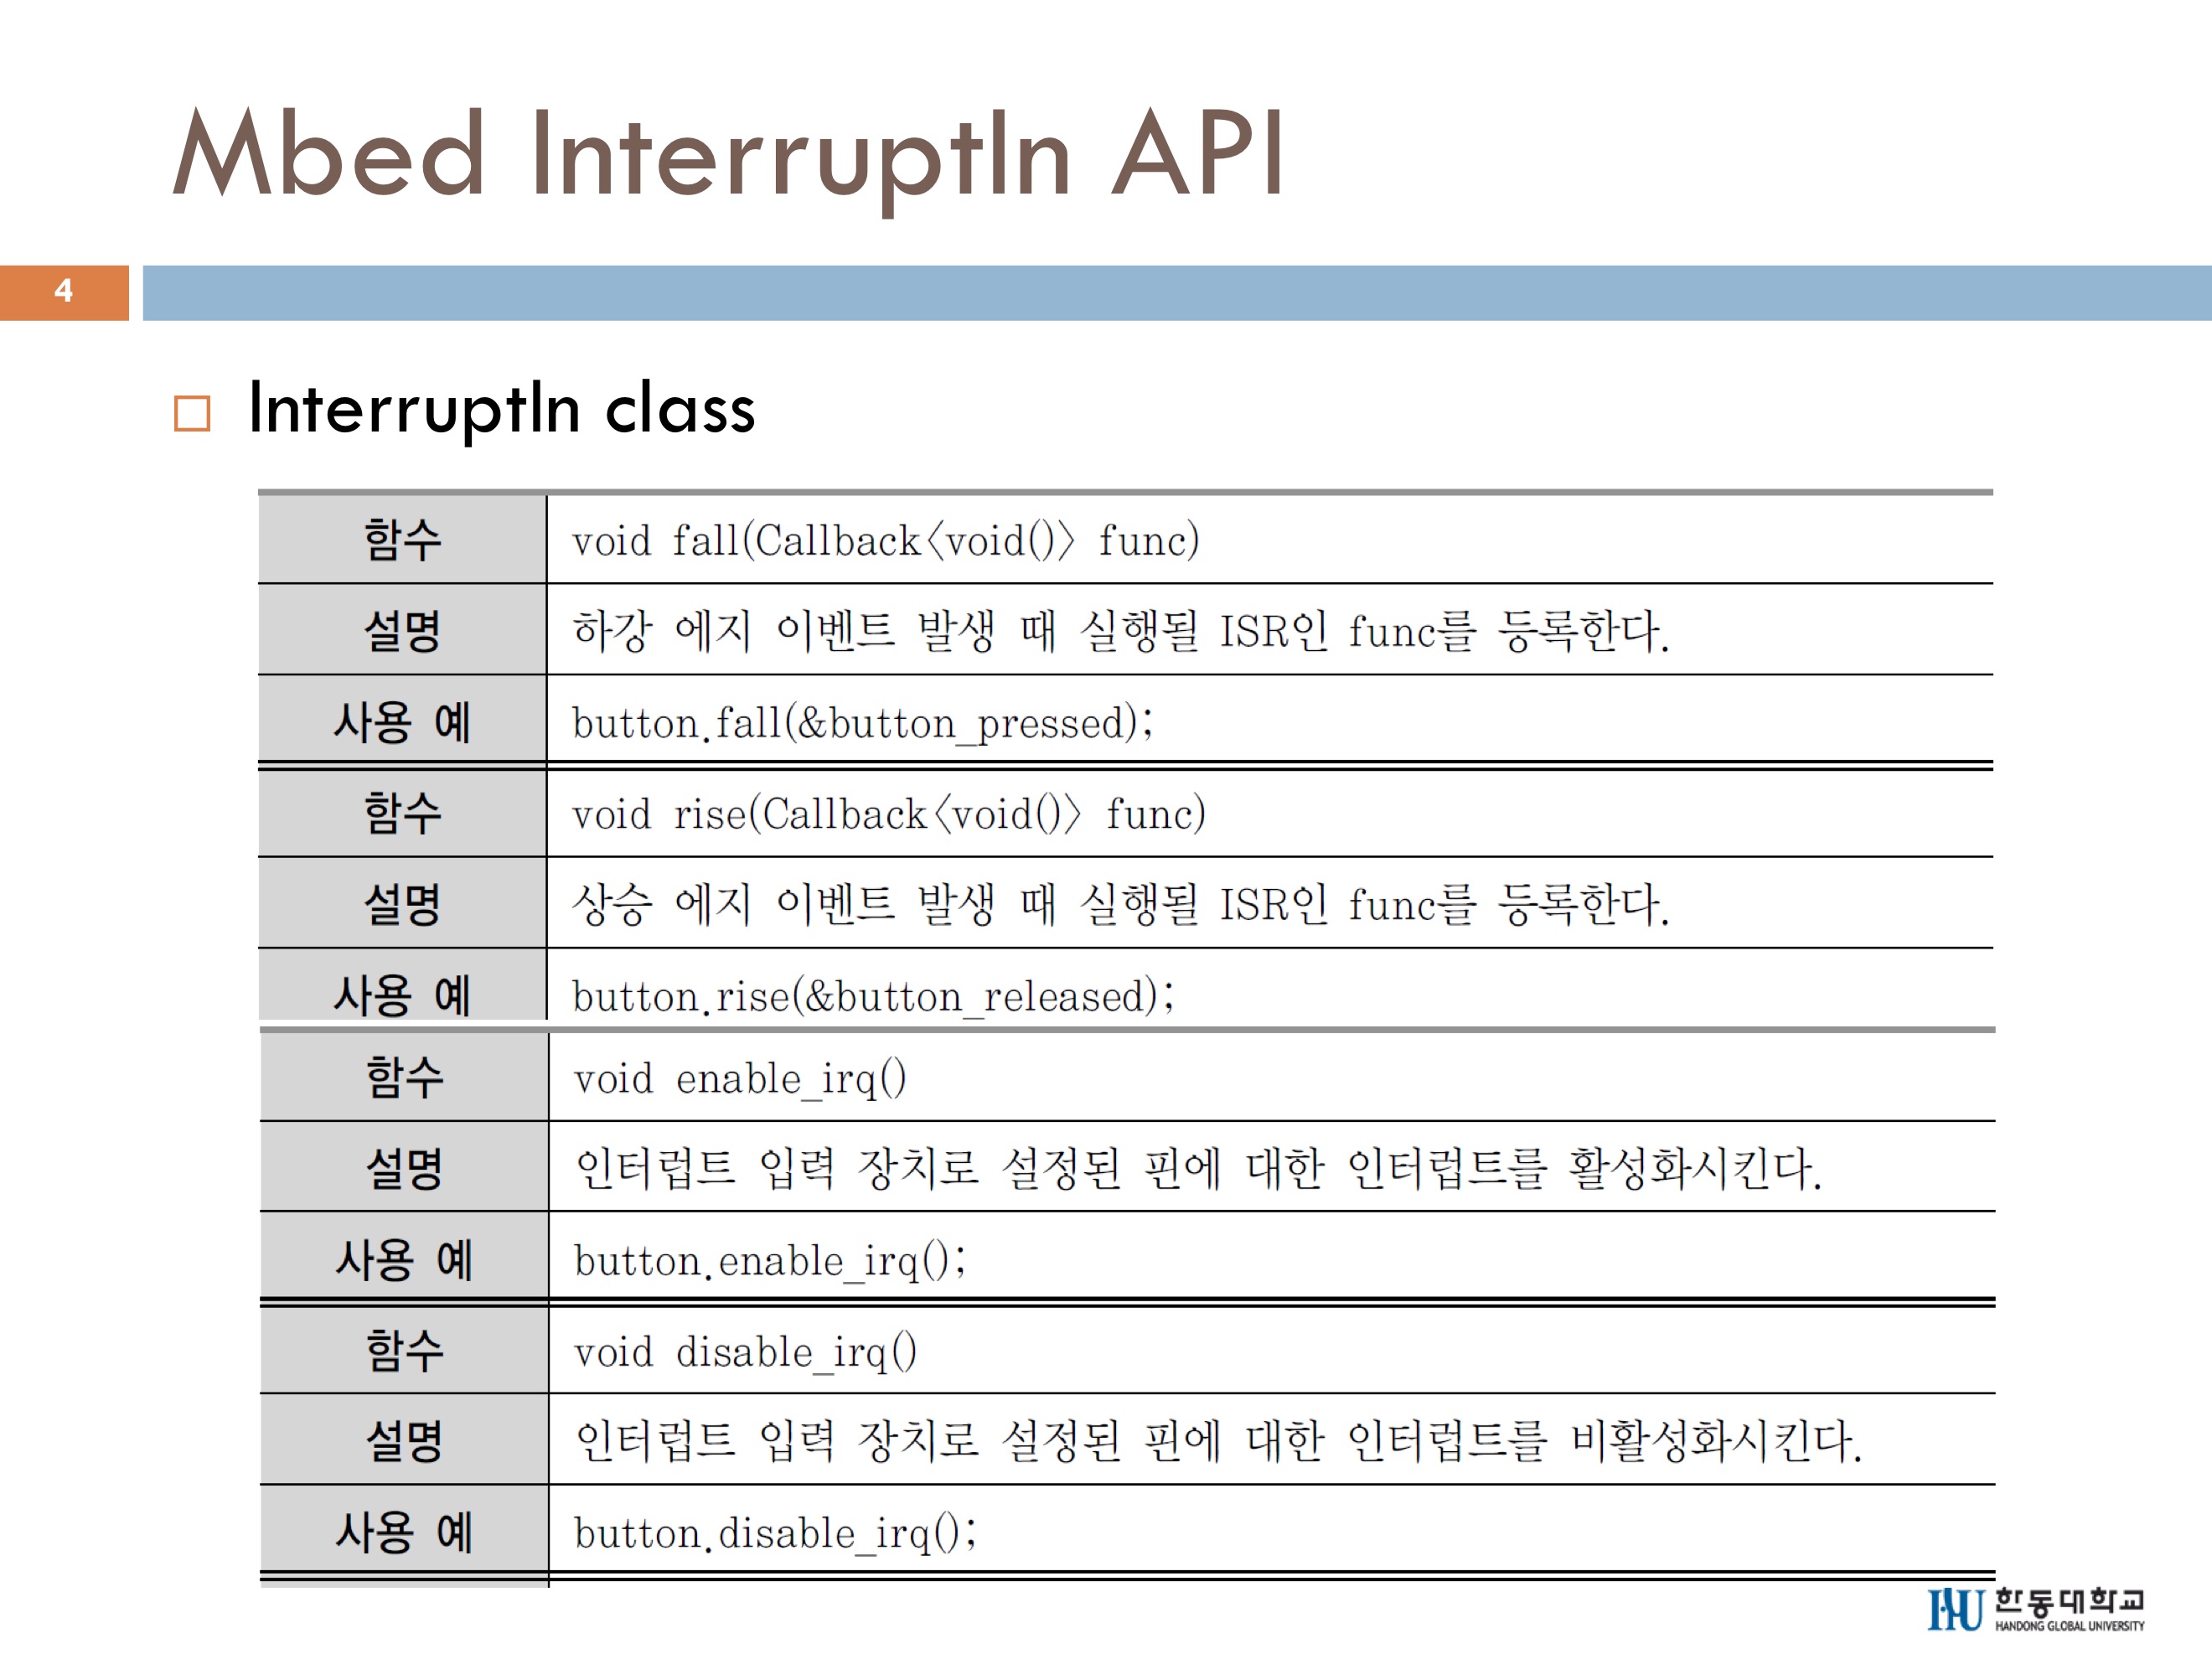 Mbed InterruptIn API
4
InterruptIn class
함수 void fall(Callback〈void()〉 func)
설명 하강 에지 이벤트 발생 때 실행될 ISR인 func를 등록한다.
사용 예 button.fall(&button_pressed);
함수 void rise(Callback〈void()〉 func)
설명 상승 에지 이벤트 발생 때 실행될 ISR인 func를 등록한다.
사용 예 button.rise(&button_released);
함수 void enable_irq()
설명 인터럽트 입력 장치로 설정된 핀에 대한 인터럽트를 활성화시킨다.
사용 예 button.enable_irq();
함수 void disable_irq()
설명 인터럽트 입력 장치로 설정된 핀에 대한 인터럽트를 비활성화시킨다.
사용 예 button.disable_irq();
HU 한동대학교
HANDONG GLOBAL UNIVERSITY